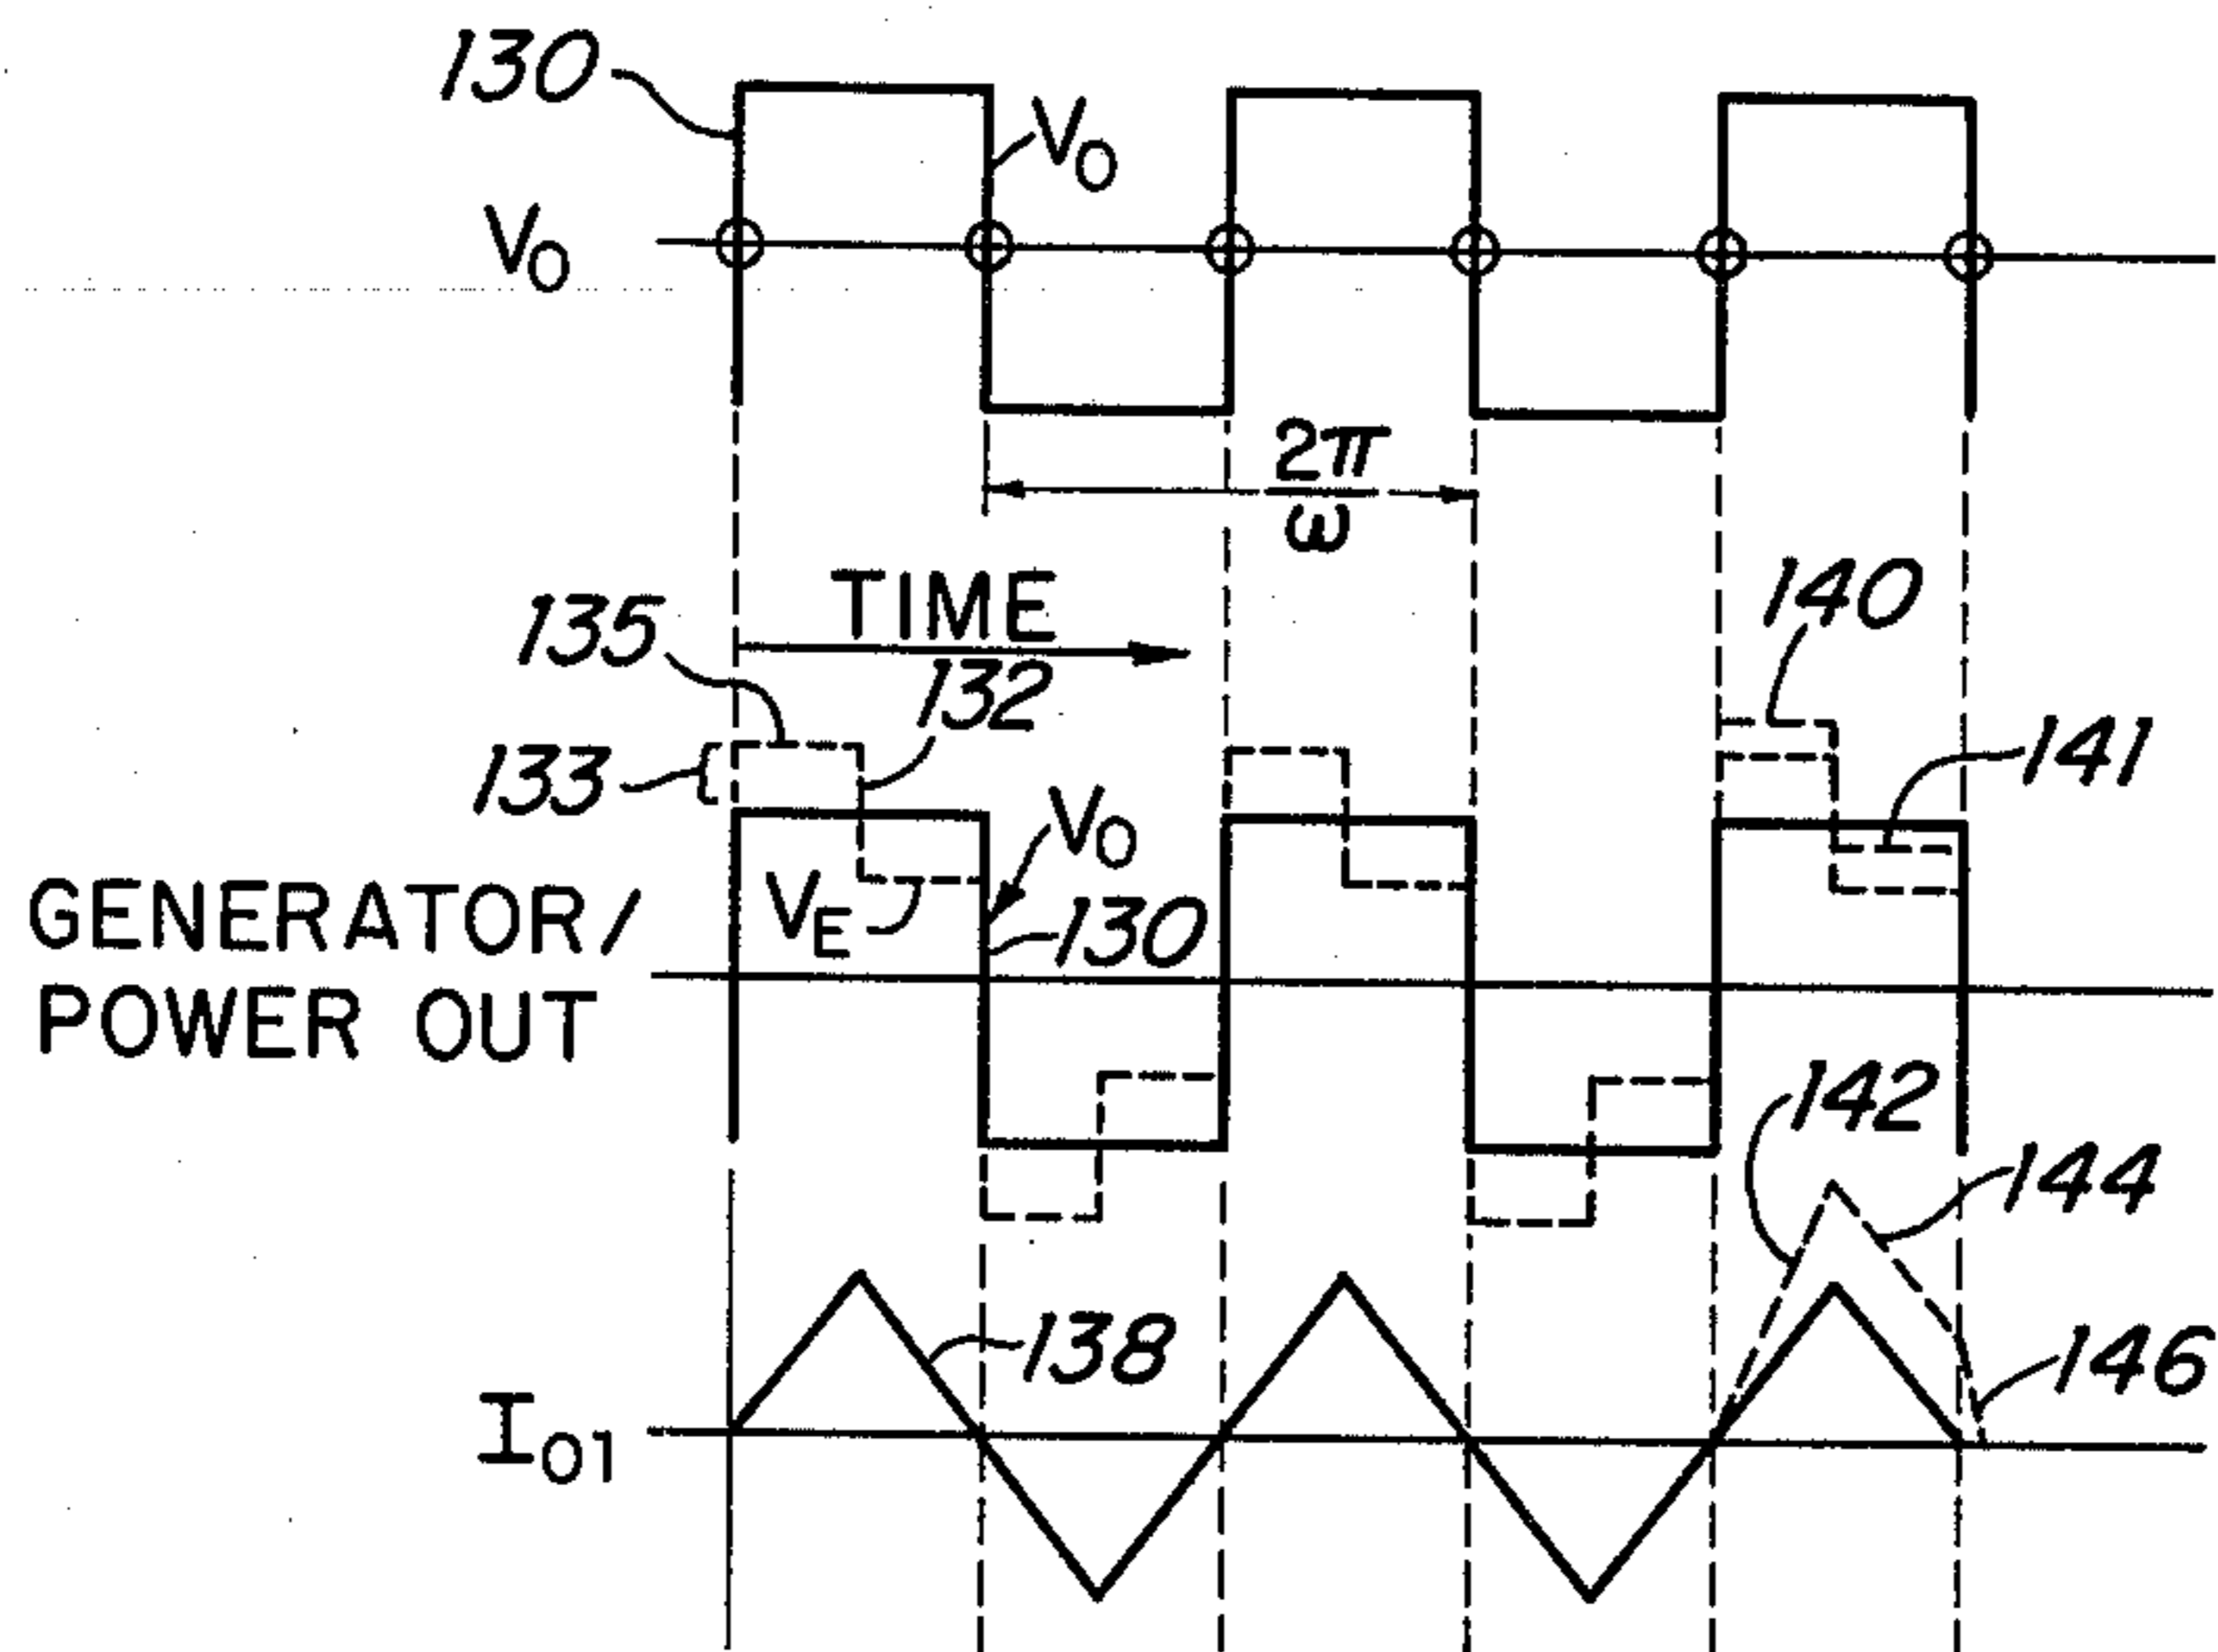 130
V₀
V₀
2π
ω
TIME
135
132
140
133
141
V₀
V_E
130
GENERATOR/
POWER OUT
142
144
138
146
I₀₁